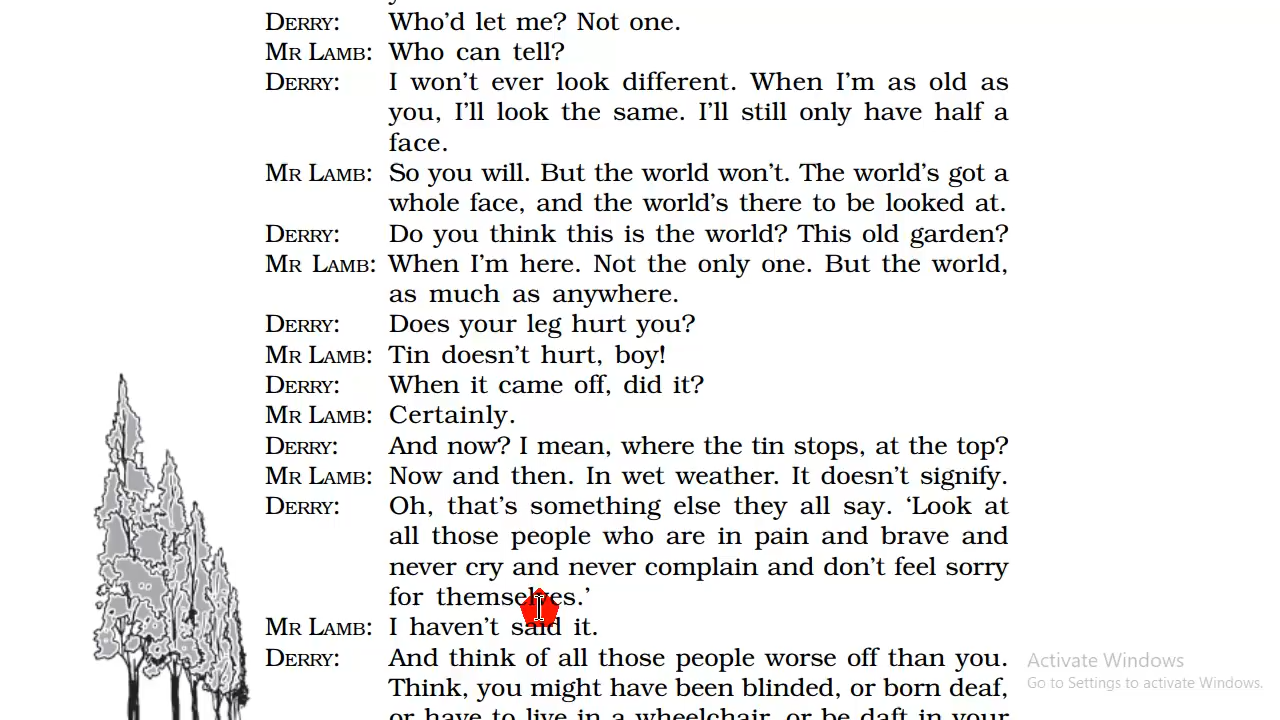 DERRY: Who'd let me? Not one.
MR LAMB: Who can tell?
DERRY: I won't ever look different. When I'm as old as
you, I'll look the same. I'll still only have half a
face.
MR LAMB: So you will. But the world won't. The world's got a
whole face, and the world's there to be looked at.
DERRY: Do you think this is the world? This old garden?
MR LAMB: When I'm here. Not the only one. But the world,
as much as anywhere.
DERRY: Does your leg hurt you?
MR LAMB: Tin doesn't hurt, boy!
DERRY: When it came off, did it?
MR LAMB: Certainly.
DERRY: And now? I mean, where the tin stops, at the top?
MR LAMB: Now and then. In wet weather. It doesn't signify.
DERRY: Oh, that's something else they all say. ‘Look at
all those people who are in pain and brave and
never cry and never complain and don't feel sorry
for themselves.’
MR LAMB: I haven't said it.
DERRY: And think of all those people worse off than you.
Think, you might have been blinded, or born deaf,
or have to live in a wheelchair, or be daft in your
Activate Windows
Go to Settings to activate Windows.